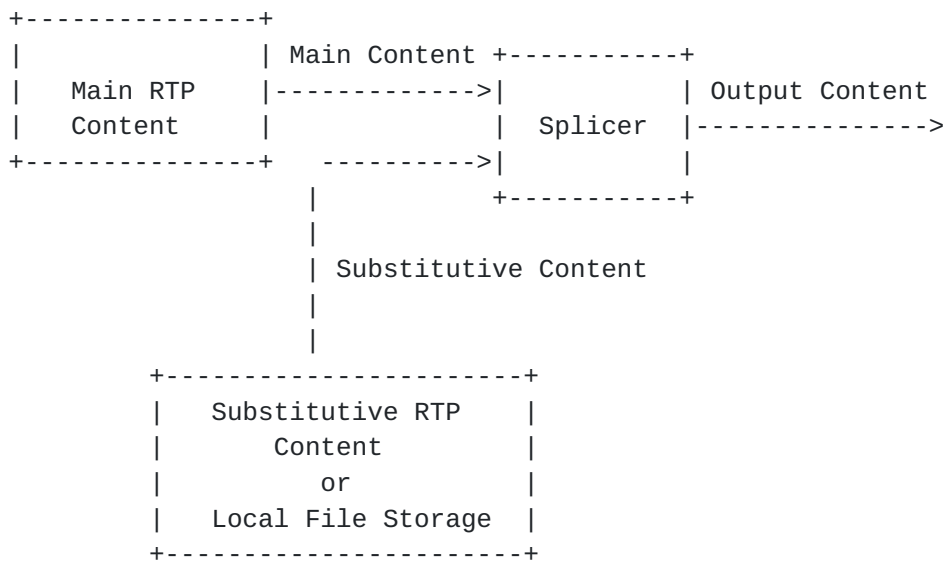 Main Content
Main RTP
Content
Output Content
Splicer
Substitutive Content
Substitutive RTP
Content
or
Local File Storage